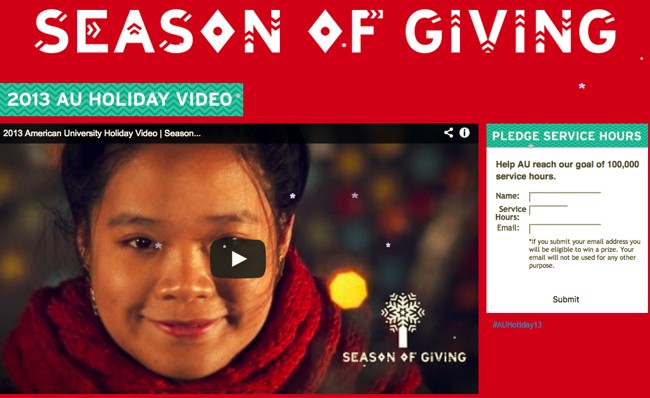 SEASON OF GIVING
2013 AU HOLIDAY VIDEO
2013 American University Holiday Video | Season...
SEASON OF GIVING
PLEDGE SERVICE HOURS
Help AU reach our goal of 100,000
service hours.
Name:
Service
Hours:
Email:
*If you submit your email address you
will be eligible to win a prize. Your
email will not be used for any other
purpose.
Submit
#AUHoliday13